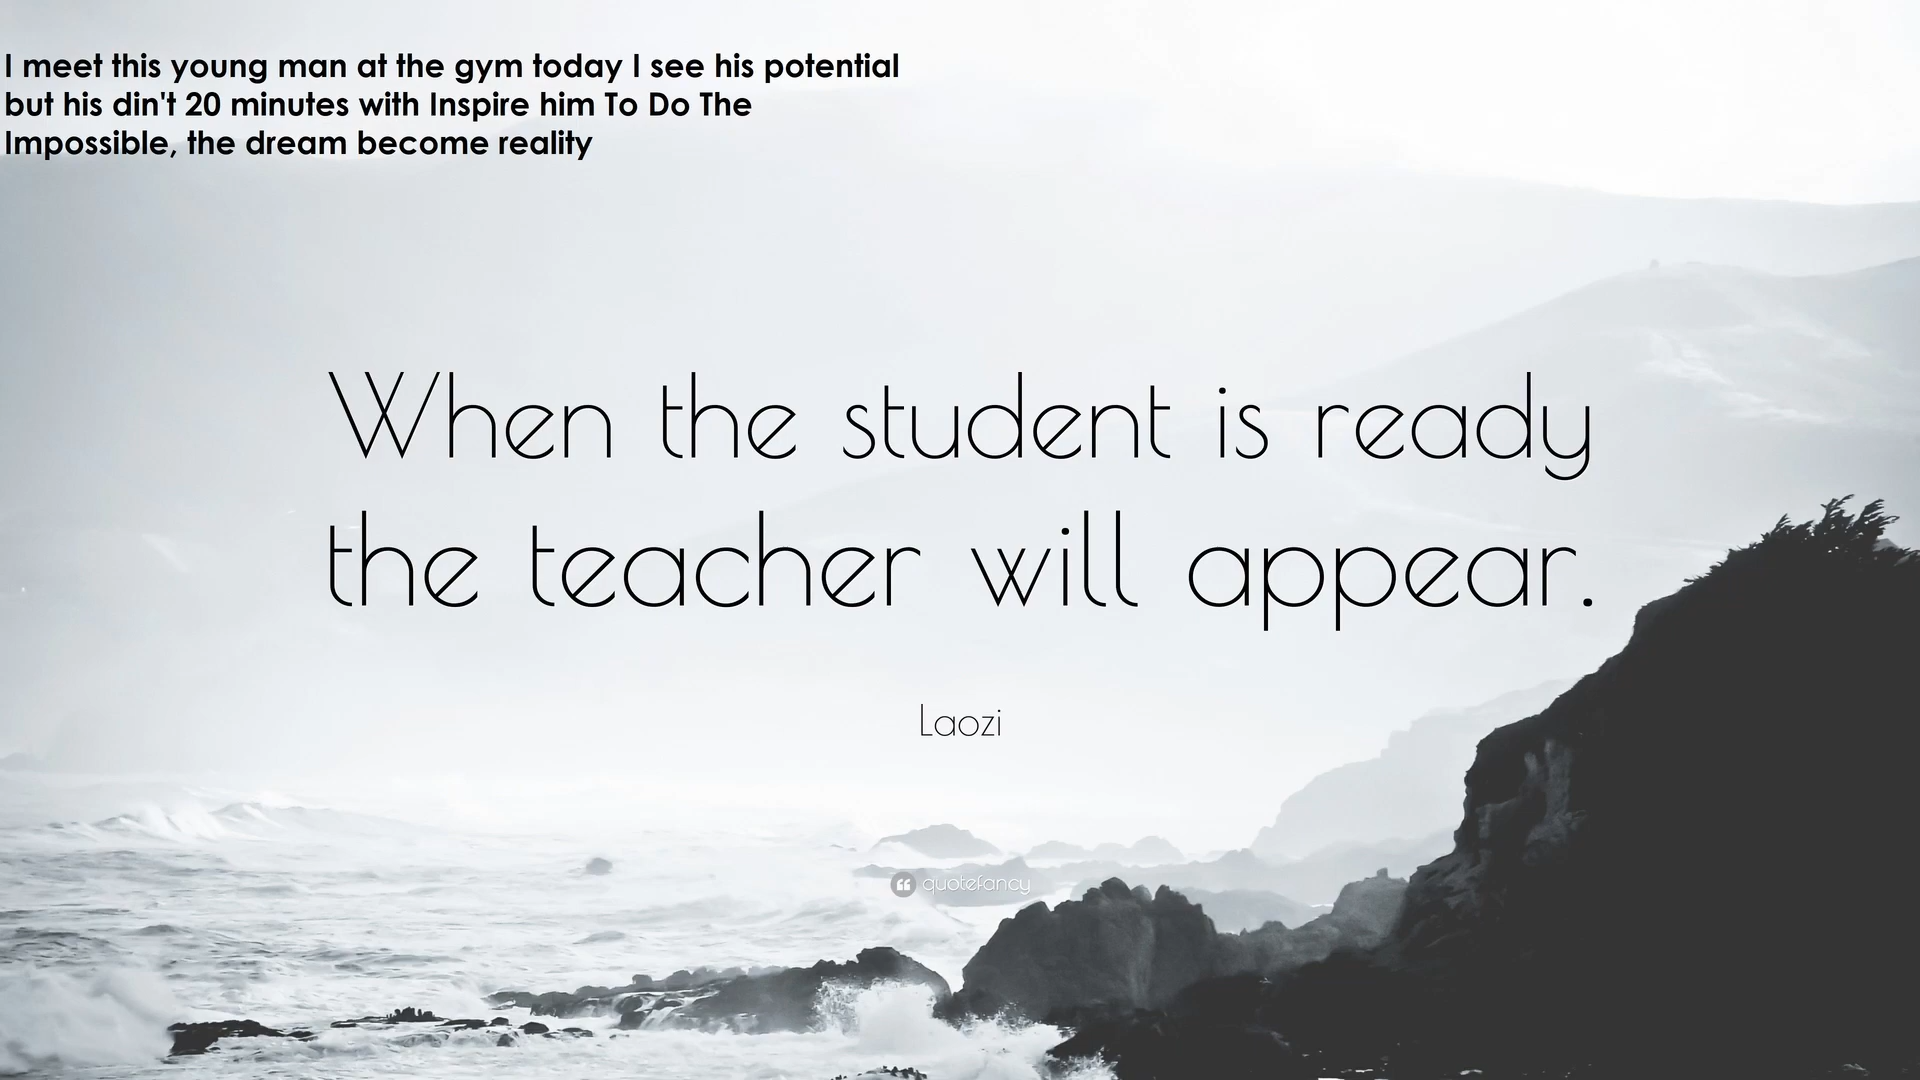 I meet this young man at the gym today I see his potential
but his din't 20 minutes with Inspire him To Do The
Impossible, the dream become reality
When the student is ready
the teacher will appear.
Laozi
quotefancy